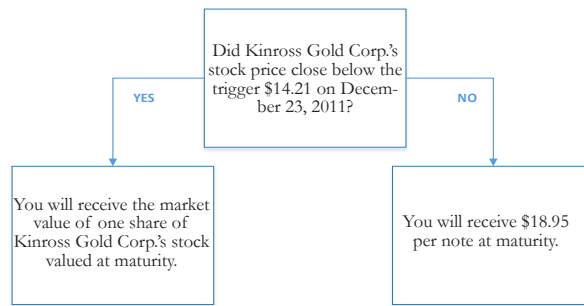 Did Kinross Gold Corp.'s
stock price close below the
trigger $14.21 on Decem-
ber 23, 2011?
YES
NO
You will receive the market
value of one share of
Kinross Gold Corp.'s stock
valued at maturity.
You will receive $18.95
per note at maturity.